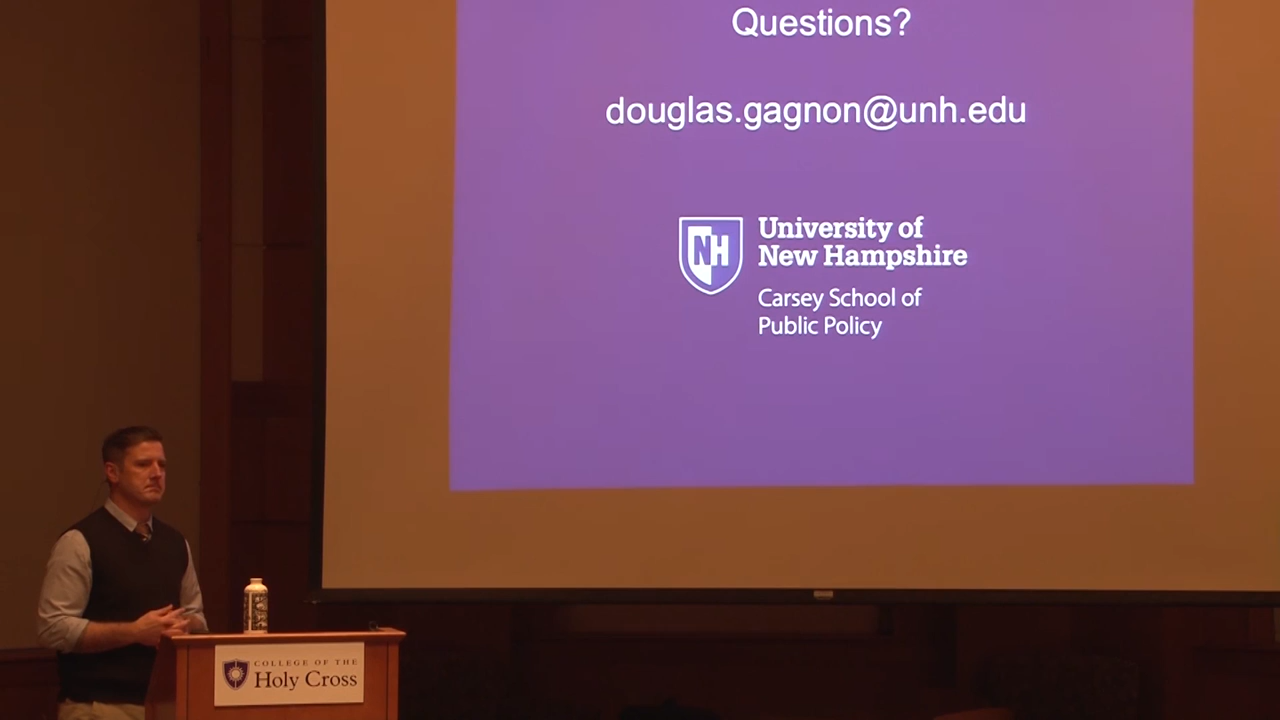 Questions?
douglas.gagnon@unh.edu
NH
University of
New Hampshire
Carsey School of
Public Policy
COLLEGE OF THE
Holy Cross